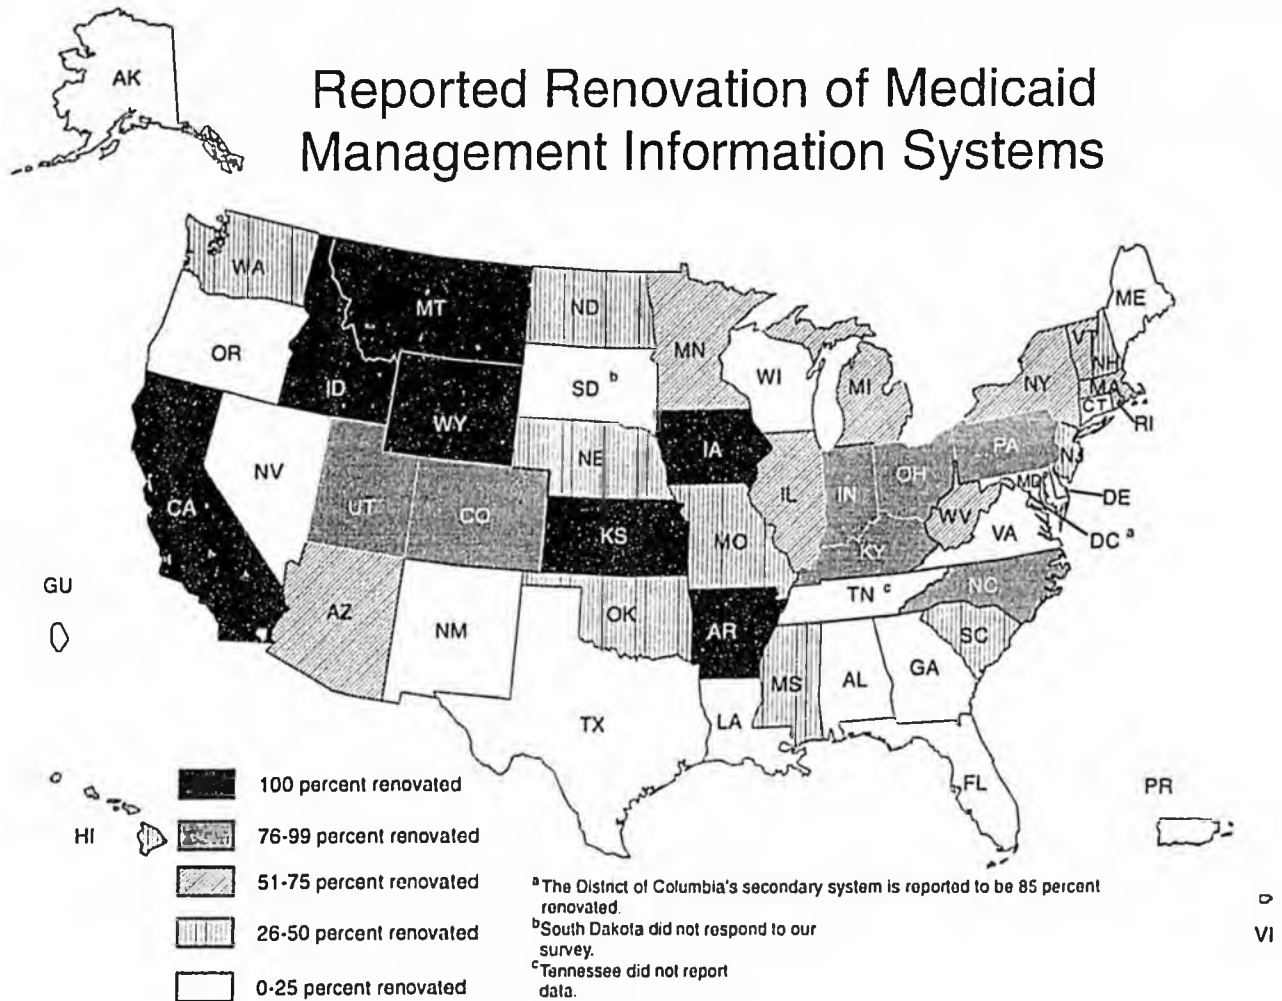 AK
Reported Renovation of Medicaid
Management Information Systems
WA
MT
ND
MN
OR
ID
SD b
WI
MI
NY
VT
NH
ME
MA
CT
RI
WY
NV
NE
IA
PA
NJ
CA
UT
CO
KS
MO
IL
IN
OH
MD
DE
WV
VA
DC a
KY
GU
AZ
NM
OK
AR
TN c
NC
SC
MS
AL
GA
TX
LA
FL
PR
HI
VI
100 percent renovated
76-99 percent renovated
51-75 percent renovated
26-50 percent renovated
0-25 percent renovated
a The District of Columbia's secondary system is reported to be 85 percent
renovated.
b South Dakota did not respond to our
survey.
c Tennessee did not report
data.